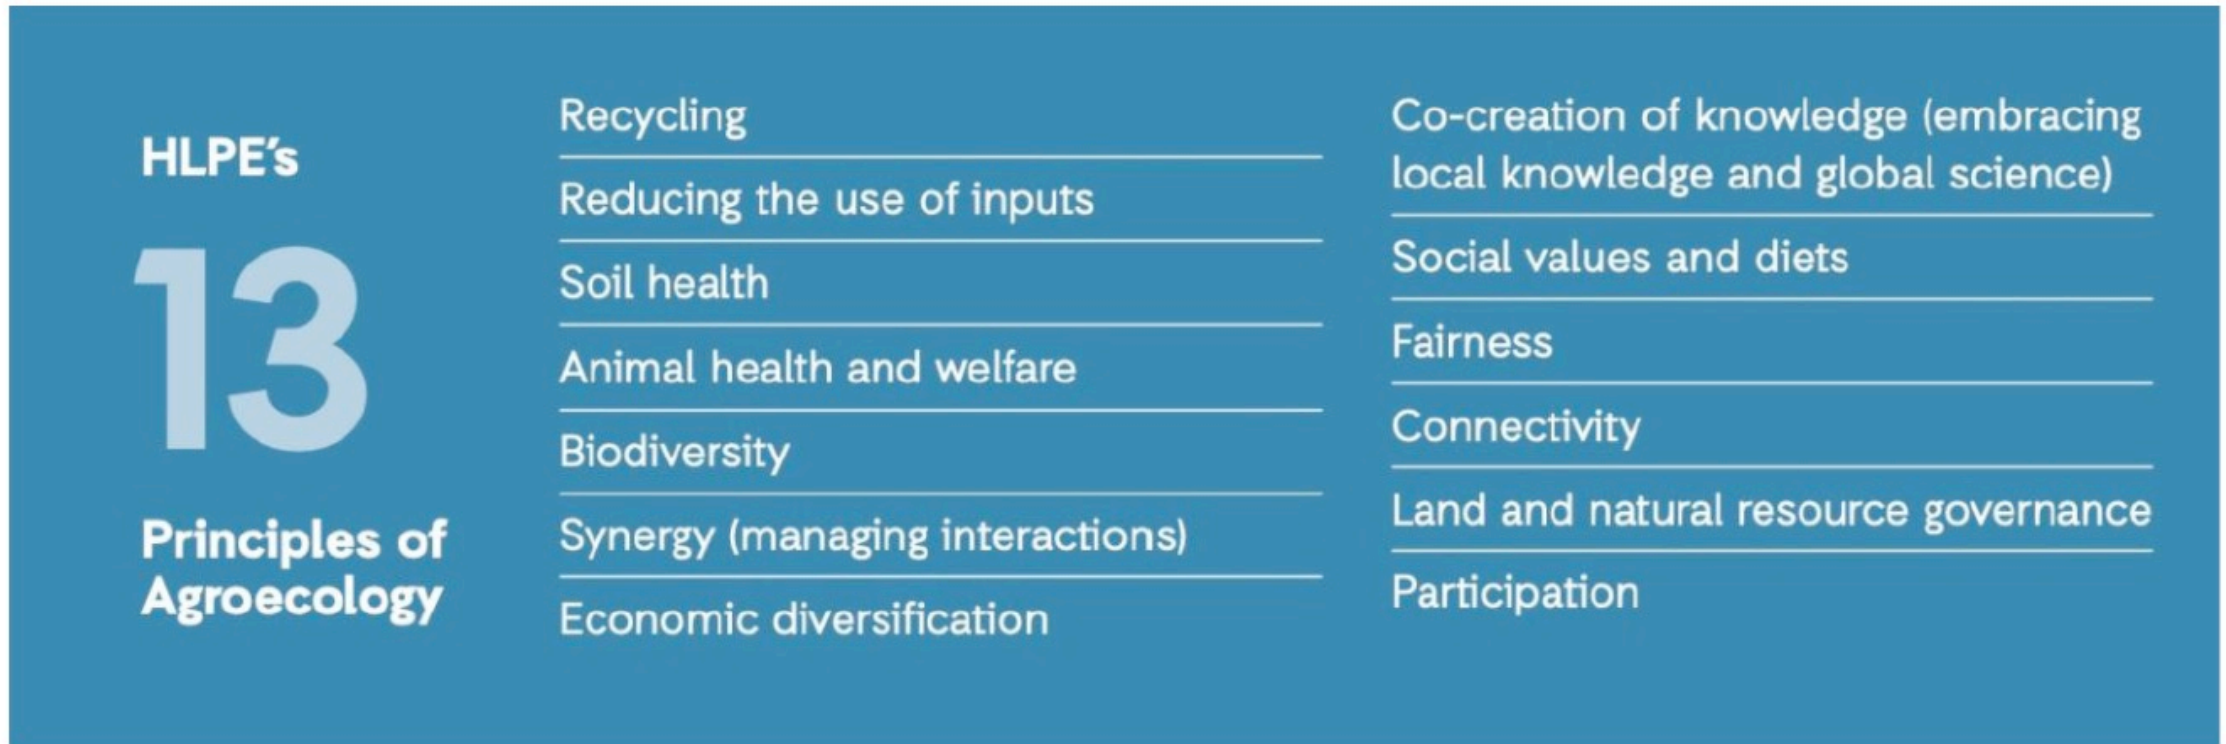 HLPE’s
13
Principles of
Agroecology
Recycling
Reducing the use of inputs
Soil health
Animal health and welfare
Biodiversity
Synergy (managing interactions)
Economic diversification
Co-creation of knowledge (embracing
local knowledge and global science)
Social values and diets
Fairness
Connectivity
Land and natural resource governance
Participation